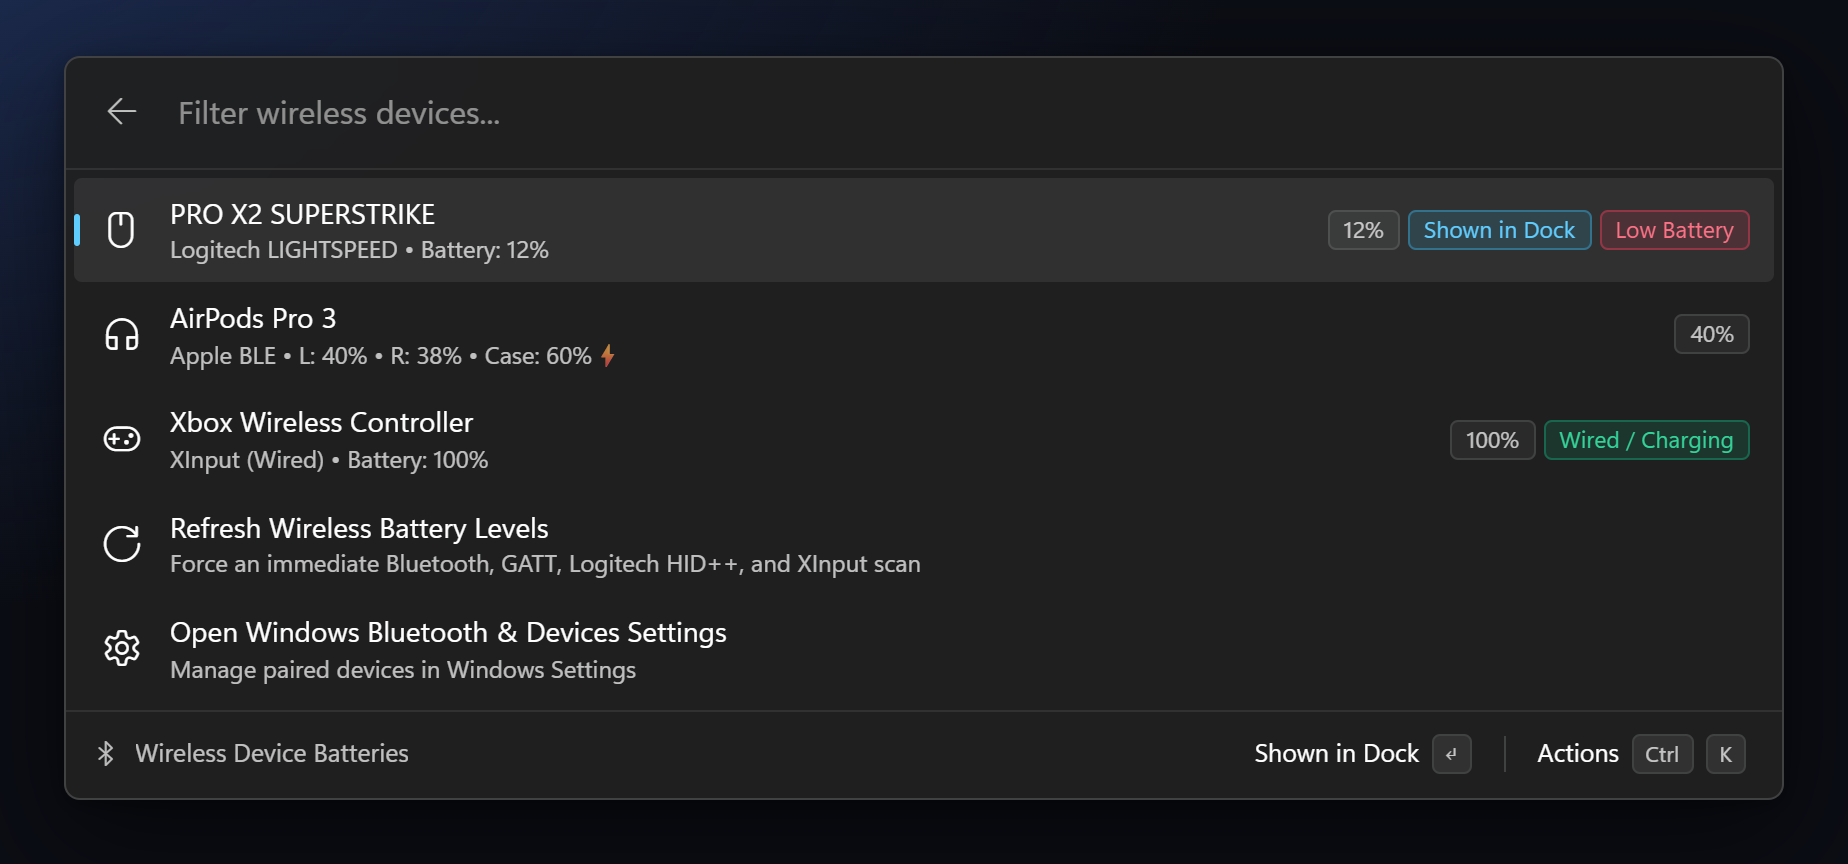 Filter wireless devices...
PRO X2 SUPERSTRIKE
Logitech LIGHTSPEED • Battery: 12%
12%
Shown in Dock
Low Battery
AirPods Pro 3
Apple BLE • L: 40% • R: 38% • Case: 60% ⚡
40%
Xbox Wireless Controller
XInput (Wired) • Battery: 100%
100%
Wired / Charging
Refresh Wireless Battery Levels
Force an immediate Bluetooth, GATT, Logitech HID++, and XInput scan
Open Windows Bluetooth & Devices Settings
Manage paired devices in Windows Settings
Wireless Device Batteries
Shown in Dock ↵
Actions Ctrl K